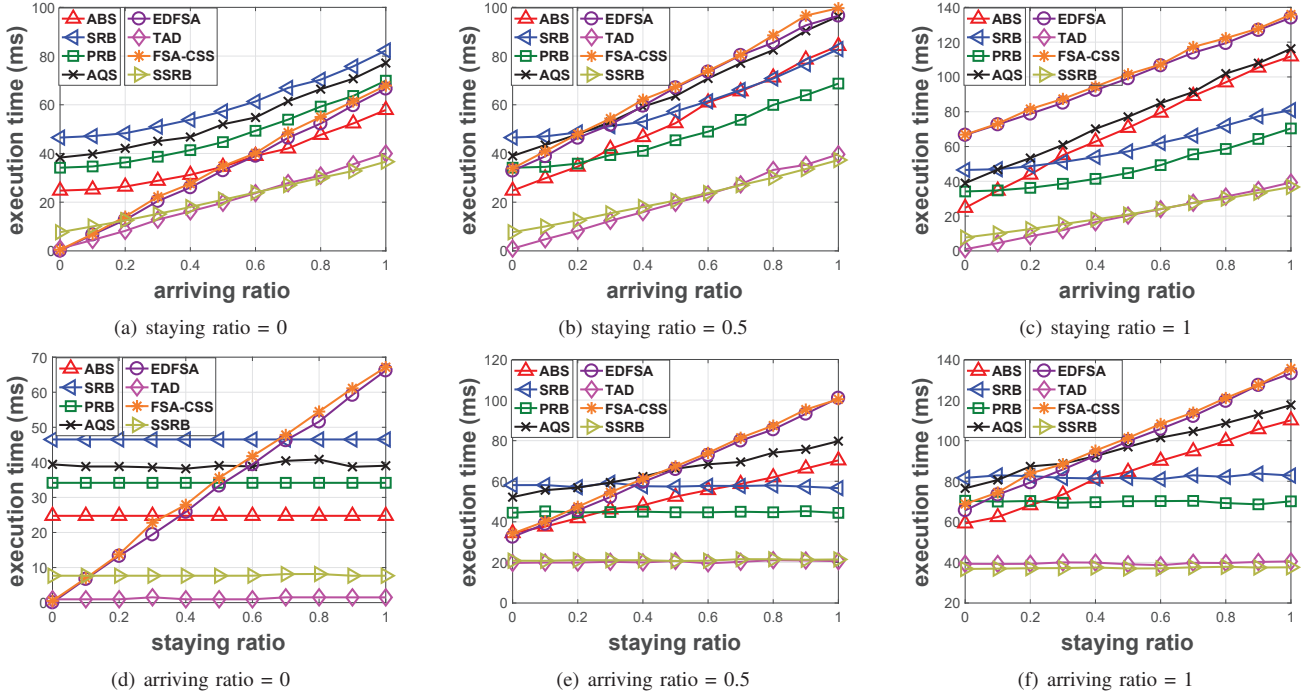 execution time (ms)
100
80
60
40
20
0
ABS
SRB
PRB
AQS
EDFSA
TAD
FSA-CSS
SSRB
0 0.2 0.4 0.6 0.8 1
arriving ratio
(a) staying ratio = 0
execution time (ms)
100
80
60
40
20
0
ABS
SRB
PRB
AQS
EDFSA
TAD
FSA-CSS
SSRB
0 0.2 0.4 0.6 0.8 1
arriving ratio
(b) staying ratio = 0.5
execution time (ms)
140
120
100
80
60
40
20
0
ABS
SRB
PRB
AQS
EDFSA
TAD
FSA-CSS
SSRB
0 0.2 0.4 0.6 0.8 1
arriving ratio
(c) staying ratio = 1
execution time (ms)
70
60
50
40
30
20
10
0
ABS
SRB
PRB
AQS
EDFSA
TAD
FSA-CSS
SSRB
0 0.2 0.4 0.6 0.8 1
staying ratio
(d) arriving ratio = 0
execution time (ms)
120
100
80
60
40
20
0
ABS
SRB
PRB
AQS
EDFSA
TAD
FSA-CSS
SSRB
0 0.2 0.4 0.6 0.8 1
staying ratio
(e) arriving ratio = 0.5
execution time (ms)
140
120
100
80
60
40
20
ABS
SRB
PRB
AQS
EDFSA
TAD
FSA-CSS
SSRB
0 0.2 0.4 0.6 0.8 1
staying ratio
(f) arriving ratio = 1